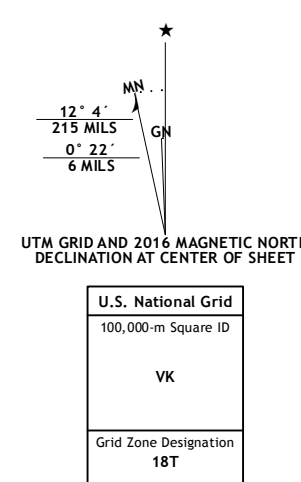 ★
MN
12° 4´
215 MILS
GN
0° 22´
6 MILS
UTM GRID AND 2016 MAGNETIC NORTH
DECLINATION AT CENTER OF SHEET
U.S. National Grid
100,000-m Square ID
VK
Grid Zone Designation
18T